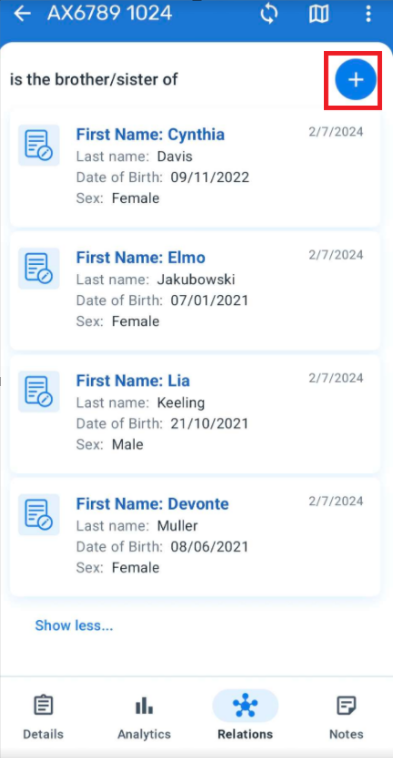 AX6789 1024
is the brother/sister of
First Name: Cynthia 2/7/2024
Last name: Davis
Date of Birth: 09/11/2022
Sex: Female
First Name: Elmo 2/7/2024
Last name: Jakubowski
Date of Birth: 07/01/2021
Sex: Female
First Name: Lia 2/7/2024
Last name: Keeling
Date of Birth: 21/10/2021
Sex: Male
First Name: Devonte 2/7/2024
Last name: Muller
Date of Birth: 08/06/2021
Sex: Female
Show less...
Details Analytics Relations Notes